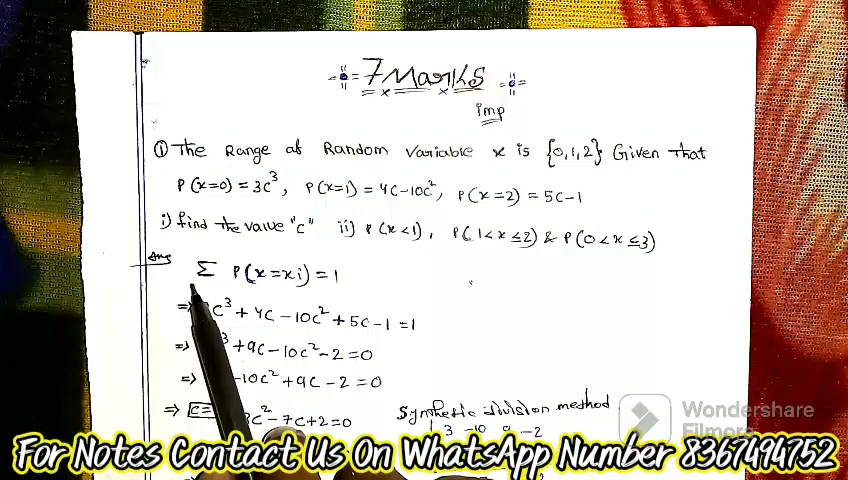 7 Marks
imp
① The Range of Random Variable x is {0,1,2} Given That
P(x=0) = 3c³, P(x=1) = 4c-10c², P(x=2) = 5c-1
i) find the value "c" ii) P(x<1), P(1<x≤2) & P(0<x≤3)
Ans
Σ P(x=xi) = 1
⇒ c³ + 4c - 10c² + 5c - 1 = 1
⇒ ³ + 9c - 10c² - 2 = 0
⇒ -10c² + 9c - 2 = 0
⇒ c= 3c² - 7c + 2 = 0 Synthetic division method
3 -10 9 -2
Wondershare
Filmora
For Notes Contact Us On WhatsApp Number 8367494752